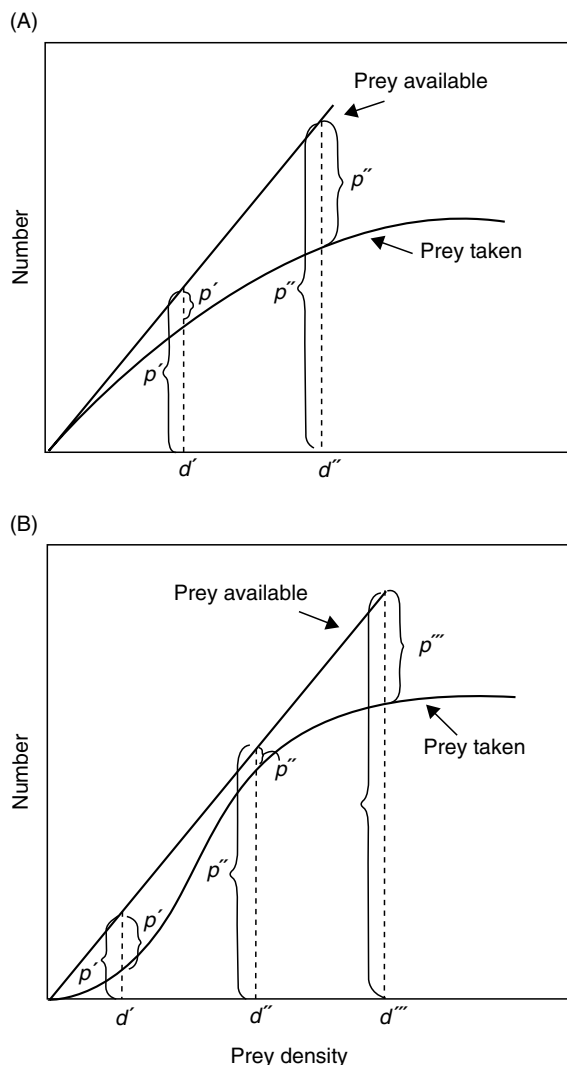 (A)
Prey available
p″
Number
Prey taken
p′
p″
p′
d′
d″
(B)
Prey available
p‴
Number
Prey taken
p″
p″
p′
p′
d′
d″
d‴
Prey density